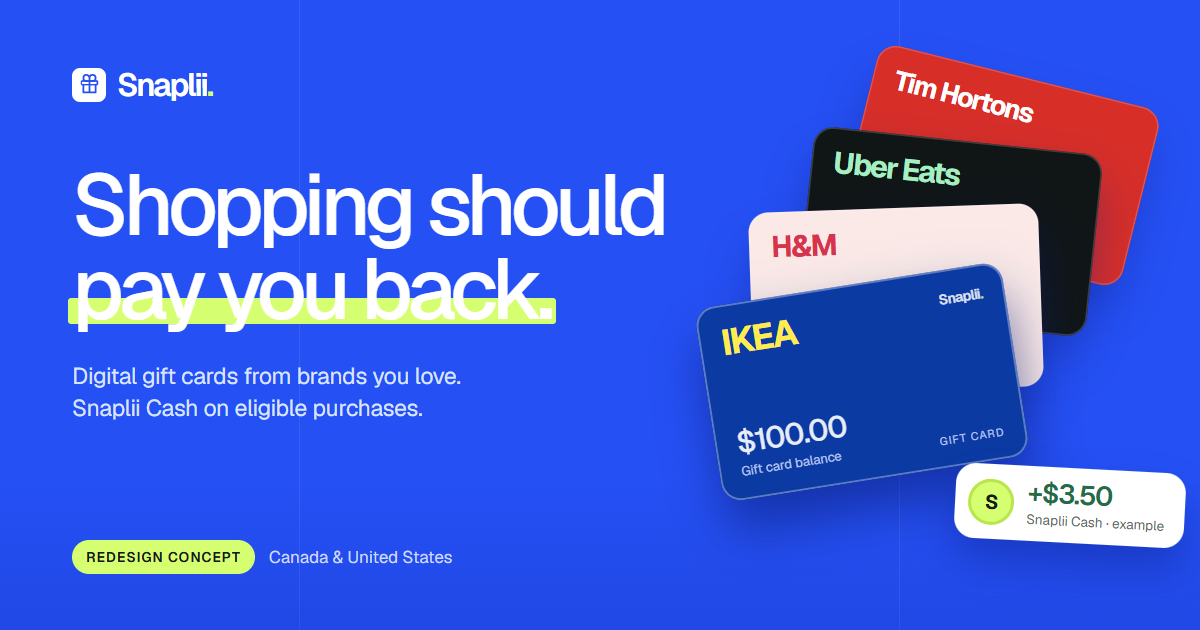 Snaplii.
Shopping should
pay you back.
Digital gift cards from brands you love.
Snaplii Cash on eligible purchases.
REDESIGN CONCEPT
Canada & United States
Tim Hortons
Uber Eats
H&M
Snaplii.
IKEA
$100.00
Gift card balance
GIFT CARD
S
+$3.50
Snaplii Cash · example